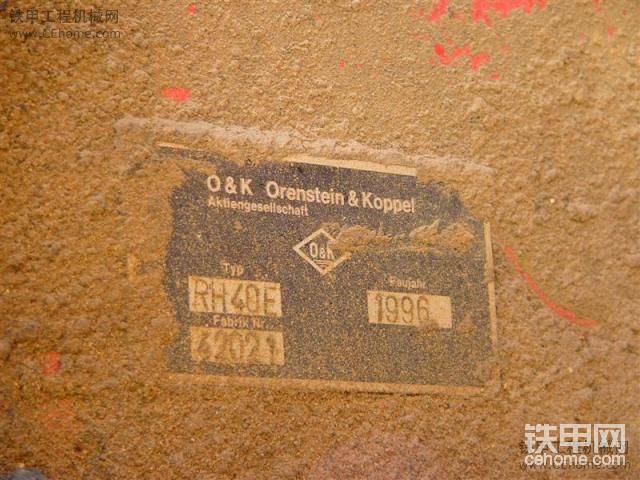 铁甲工程机械网
www.CEhome.com
O & K Orenstein & Koppel
Aktiengesellschaft
O&K
Typ
RH40E
Baujahr
1996
Fabrik Nr.
42021
铁甲网
cehome.com